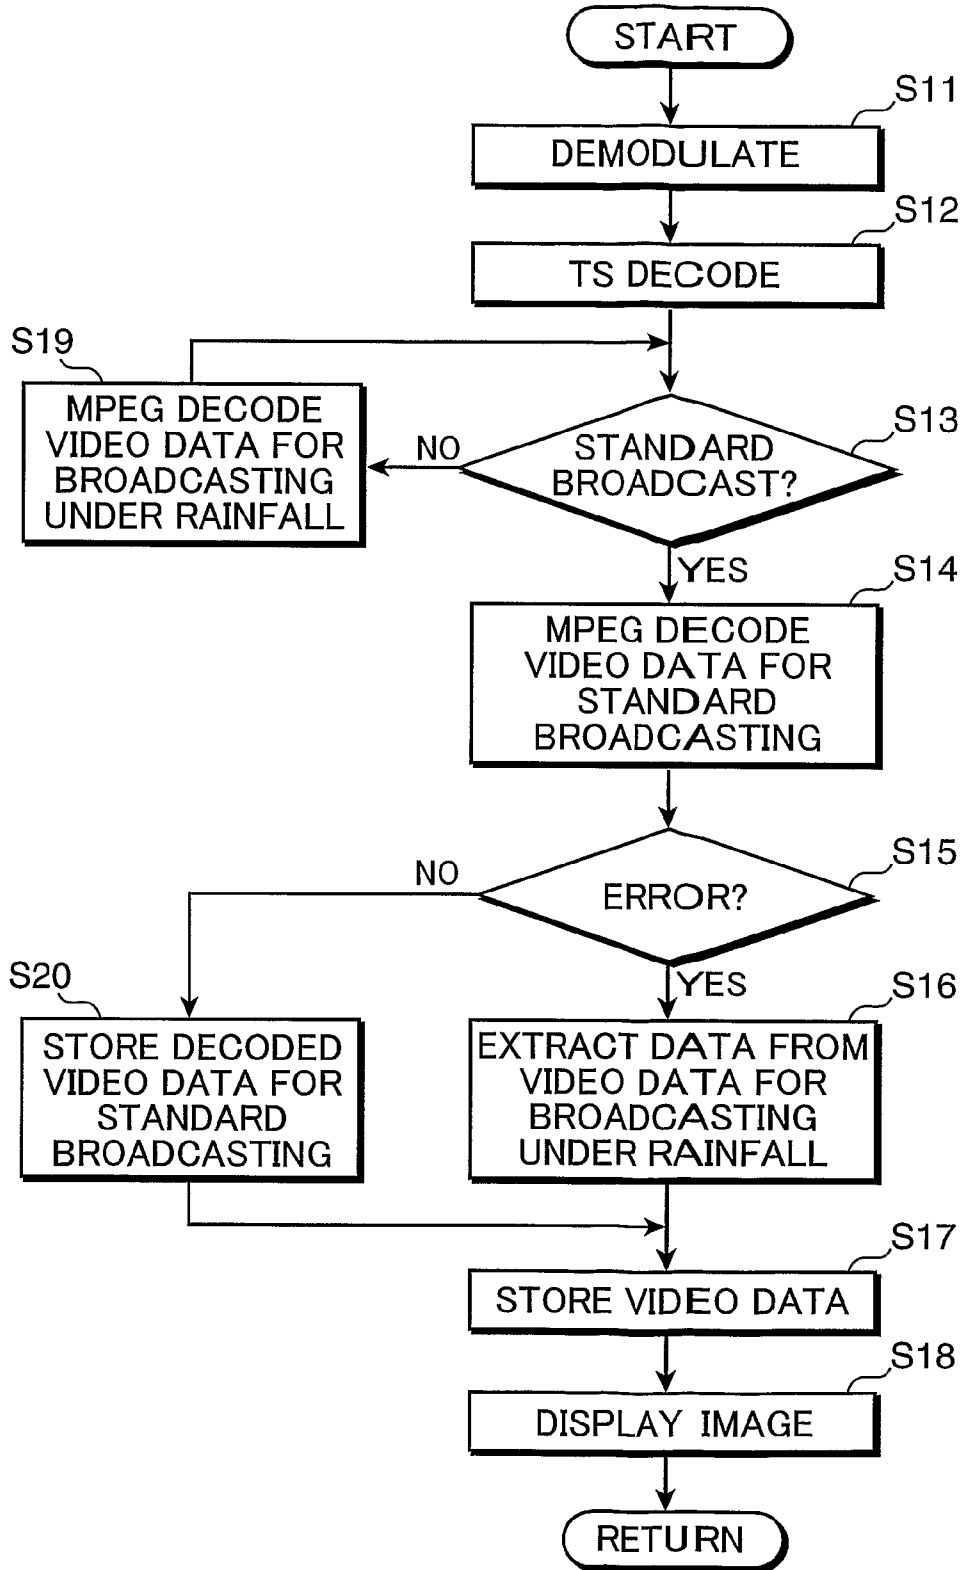 START
S11
DEMODULATE
S12
TS DECODE
S19
MPEG DECODE
VIDEO DATA FOR
BROADCASTING
UNDER RAINFALL
NO
S13
STANDARD
BROADCAST?
YES
S14
MPEG DECODE
VIDEO DATA FOR
STANDARD
BROADCASTING
S15
NO
ERROR?
YES
S20
STORE DECODED
VIDEO DATA FOR
STANDARD
BROADCASTING
S16
EXTRACT DATA FROM
VIDEO DATA FOR
BROADCASTING
UNDER RAINFALL
S17
STORE VIDEO DATA
S18
DISPLAY IMAGE
RETURN